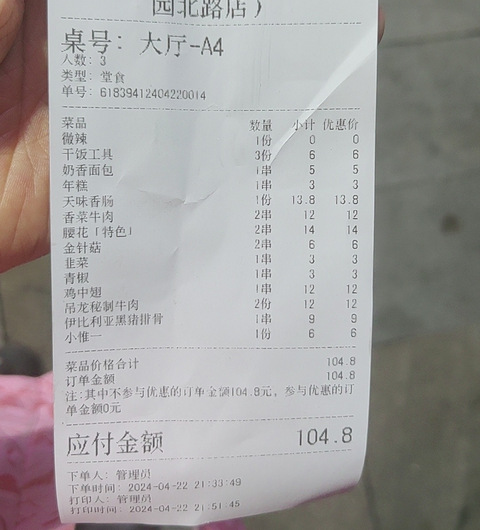 园北路店）
桌号: 大厅-A4
人数: 3
类型: 堂食
单号: 61839412404220014
菜品 数量 小计 优惠价
微辣 1份 0 0
干饭工具 3份 6 6
奶香面包 1串 5 5
年糕 1串 3 3
天味香肠 1份 13.8 13.8
香菜牛肉 2串 12 12
腰花「特色」 2串 14 14
金针菇 2串 6 6
韭菜 1串 3 3
青椒 1串 3 3
鸡中翅 1串 12 12
吊龙秘制牛肉 2份 12 12
伊比利亚黑猪排骨 1串 9 9
小惟一 1份 6 6
菜品价格合计 104.8
订单金额 104.8
注:其中不参与优惠的订单金额104.8元, 参与优惠的订
单金额0元
应付金额 104.8
下单人: 管理员
下单时间: 2024-04-22 21:33:49
打印人: 管理员
打印时间: 2024-04-22 21:51:45